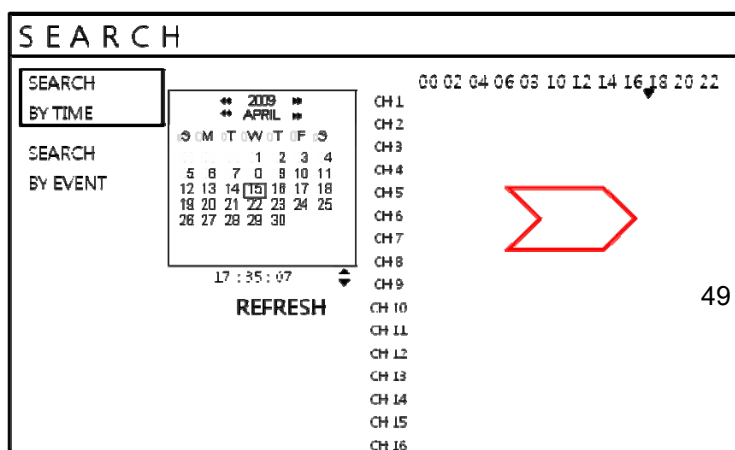 SEARCH
SEARCH
BY TIME
SEARCH
BY EVENT
2009
APRIL
S M T W T F S
1 2 3 4
5 6 7 8 9 10 11
12 13 14 15 16 17 18
19 20 21 22 23 24 25
26 27 28 29 30
17:35:07
REFRESH
00 02 04 06 08 10 12 14 16 18 20 22
CH 1
CH 2
CH 3
CH 4
CH 5
CH 6
CH 7
CH 8
CH 9
CH 10
CH 11
CH 12
CH 13
CH 14
CH 15
CH 16
49